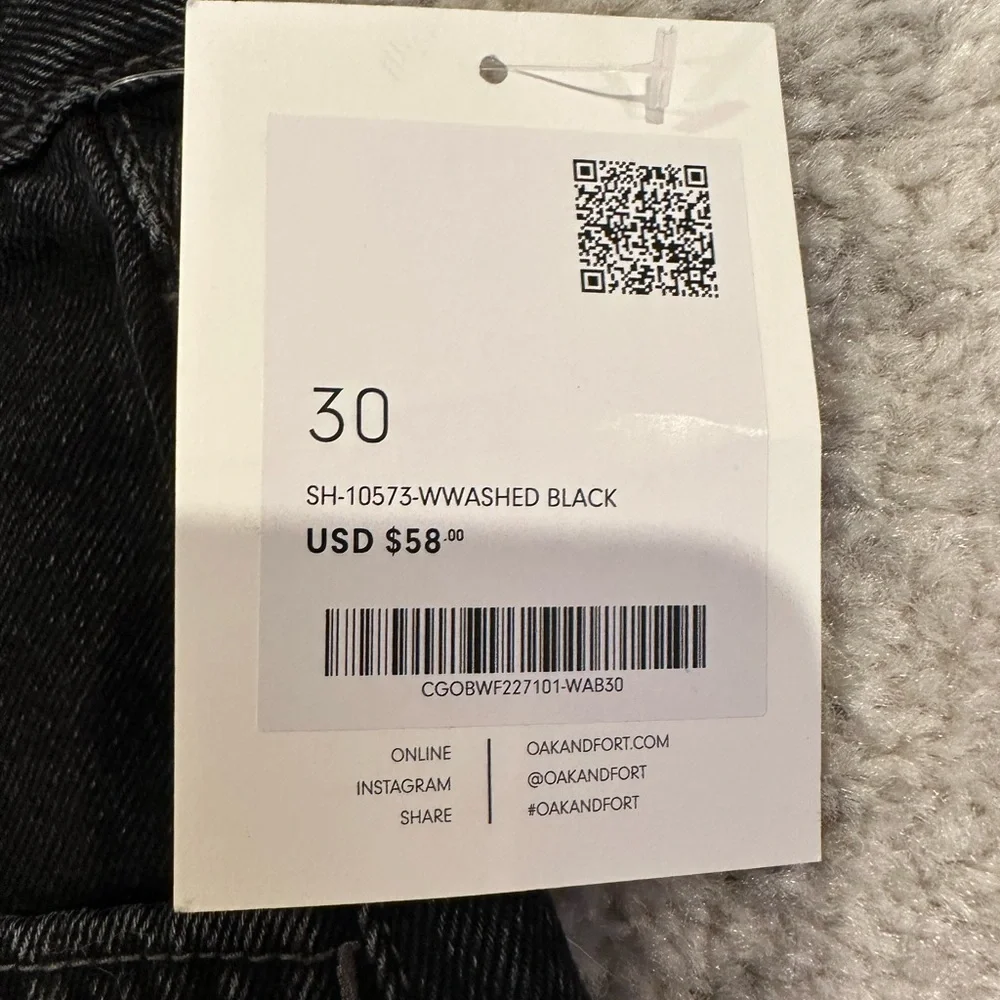 30
SH-10573-WWASHED BLACK
USD $58.00
CGOBWF227101-WAB30
ONLINE OAKANDFORT.COM
INSTAGRAM @OAKANDFORT
SHARE #OAKANDFORT